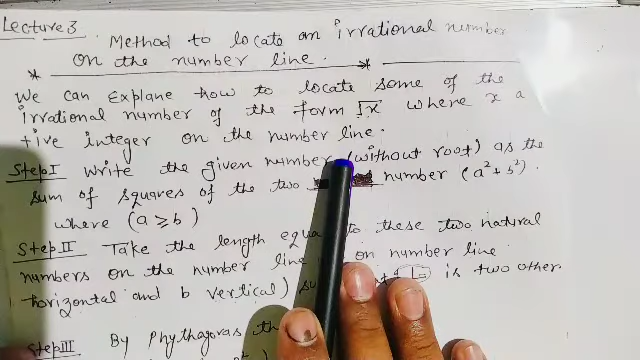 Lecture 3
Method to locate an irrational number
on the number line.
We can explane how to locate some of the
irrational number of the form √x where x a
tive integer on the number line.
Step I Write the given number (without root) as the
sum of squares of the two number (a²+b²).
where (a ≥ b)
Step II Take the length to these two natural
numbers on the number line on number line
horizontal and b vertical) is two other
Step III By Phythagoras